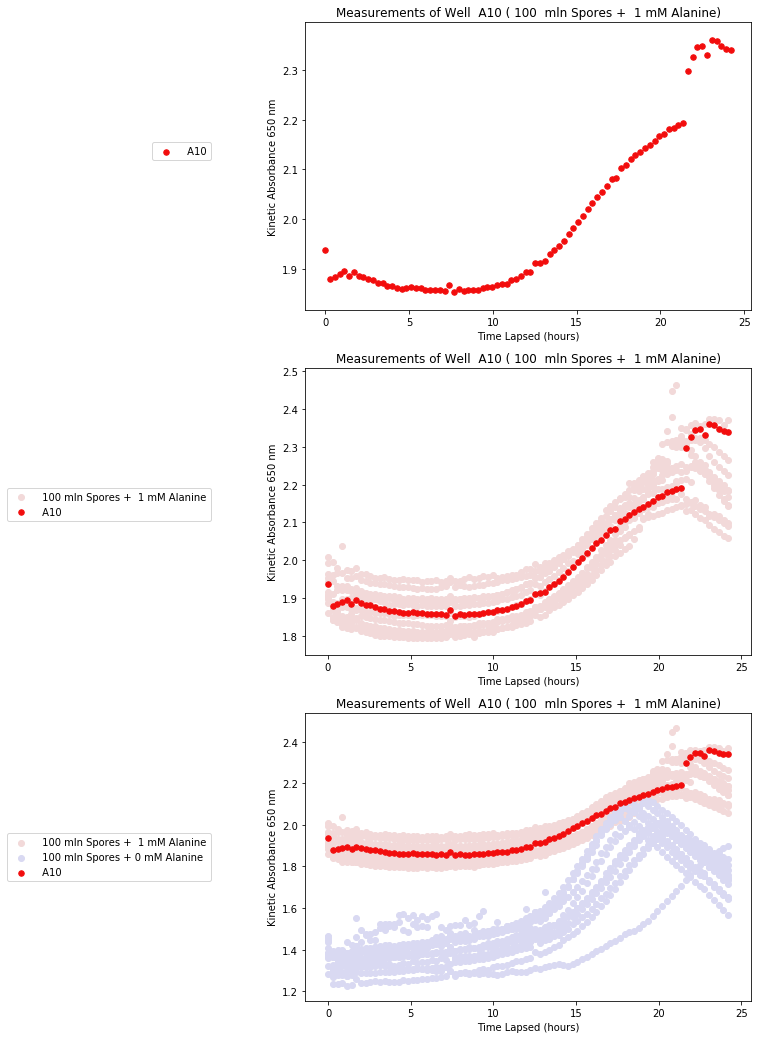 Measurements of Well  A10 ( 100  mln Spores +  1 mM Alanine)
Kinetic Absorbance 650 nm
2.3
2.2
2.1
2.0
1.9
A10
0 5 10 15 20 25
Time Lapsed (hours)
Measurements of Well  A10 ( 100  mln Spores +  1 mM Alanine)
Kinetic Absorbance 650 nm
2.5
2.4
2.3
2.2
2.1
2.0
1.9
1.8
100 mln Spores +  1 mM Alanine
A10
0 5 10 15 20 25
Time Lapsed (hours)
Measurements of Well  A10 ( 100  mln Spores +  1 mM Alanine)
Kinetic Absorbance 650 nm
2.4
2.2
2.0
1.8
1.6
1.4
1.2
100 mln Spores +  1 mM Alanine
100 mln Spores + 0 mM Alanine
A10
0 5 10 15 20 25
Time Lapsed (hours)